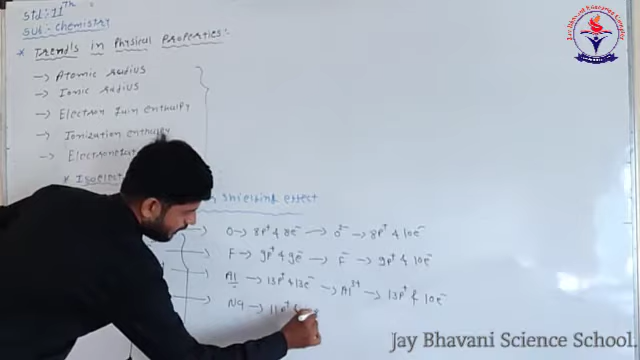 Std:- 11th
Sub:- Chemistry
* Trends in Physical Properties:-
→ Atomic radius
→ Ionic radius
→ Electron gain enthalpy
→ Ionization enthalpy
→
*
shielding effect
→ O → 8p⁺ & 8e⁻ → O²⁻ → 8p⁺ & 10e⁻
→ F → 9p⁺ & 9e⁻ → F⁻ → 9p⁺ & 10e⁻
Al → 13p⁺ & 13e⁻ → Al³⁺ → 13p⁺ & 10e⁻
→ Na → 11p⁺ &
Jay Bhavani Science School.